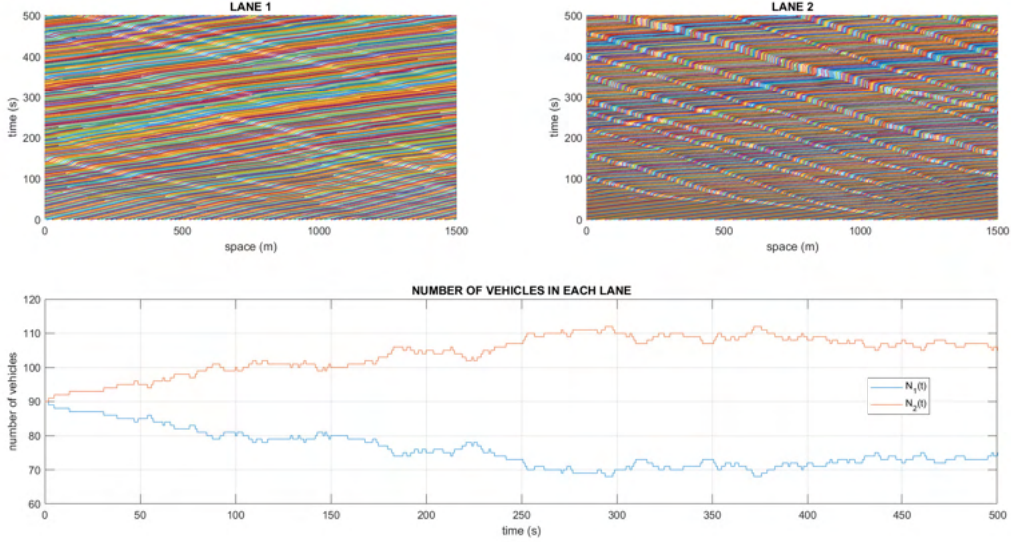 LANE 1
500
400
300
200
100
0
time (s)
0 500 1000 1500
space (m)
LANE 2
500
400
300
200
100
0
time (s)
0 500 1000 1500
space (m)
NUMBER OF VEHICLES IN EACH LANE
120
110
100
90
80
70
60
number of vehicles
N1(t)
N2(t)
0 50 100 150 200 250 300 350 400 450 500
time (s)